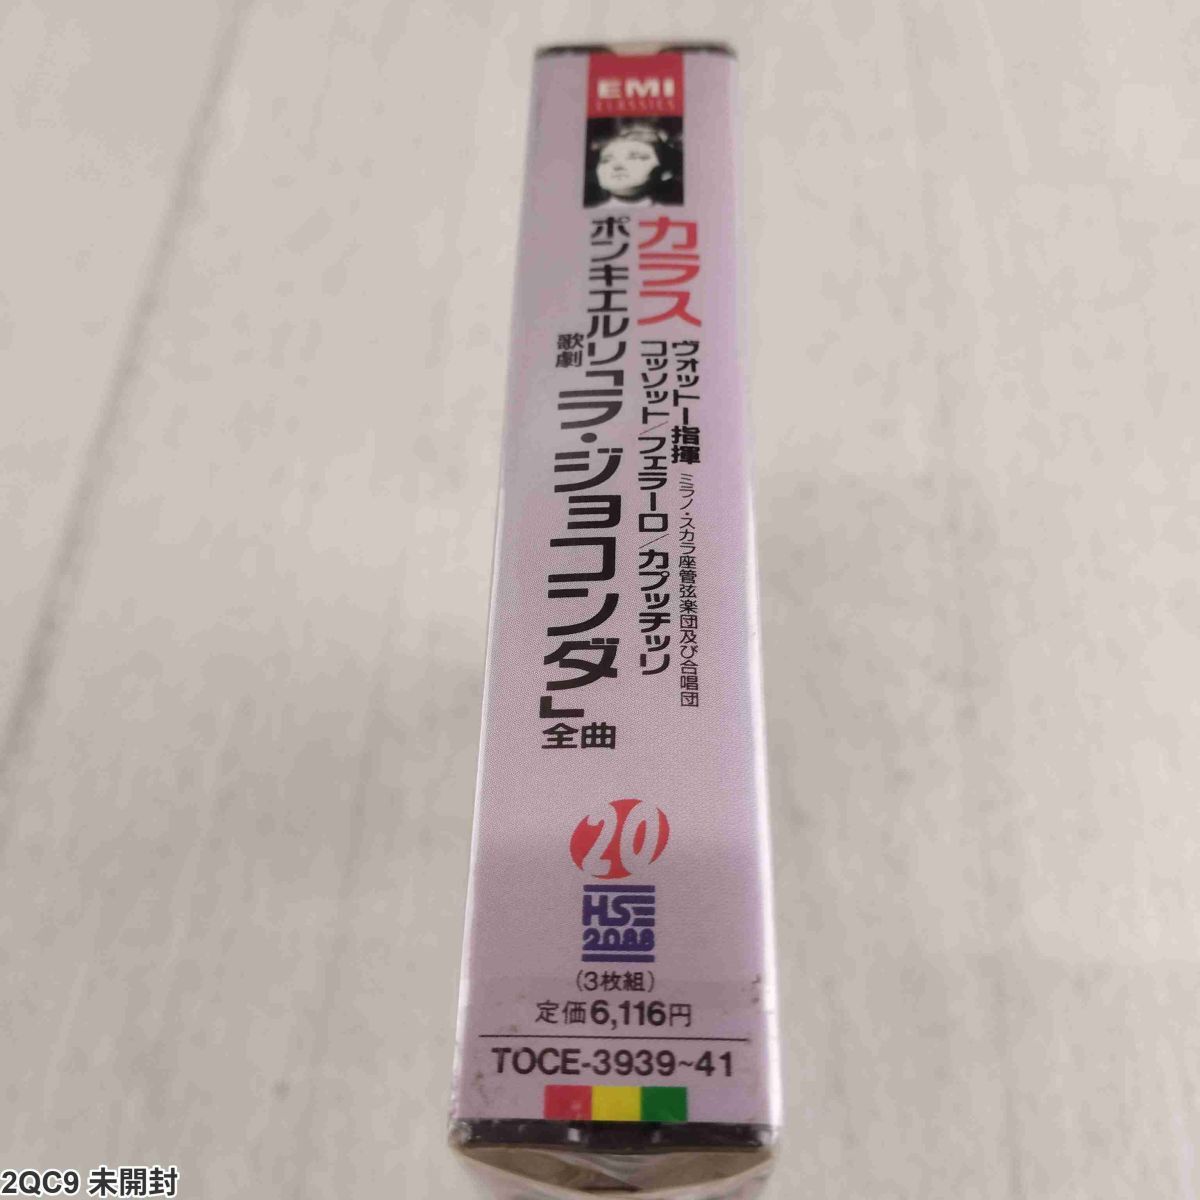 EMI
CLASSICS
カラス
ヴォットー指揮 ミラノ・スカラ座管弦楽団及び合唱団
コッソット/フェラーロ/カプッチッリ
ポンキエルリ
歌劇
「ラ・ジョコンダ」全曲
20
HSE
20.88
(3枚組)
定価6,116円
TOCE-3939~41
2QC9 未開封